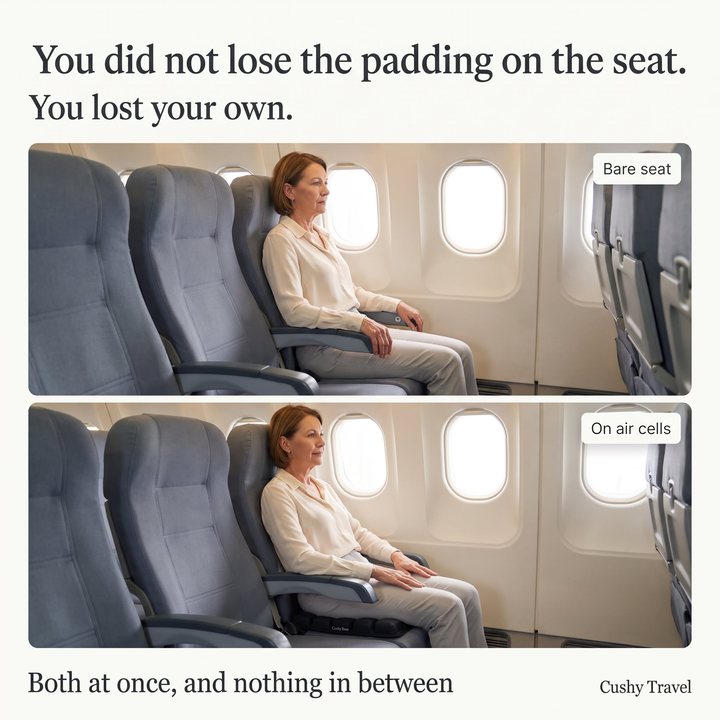 You did not lose the padding on the seat.
You lost your own.
Bare seat
On air cells
Both at once, and nothing in between
Cushy Travel